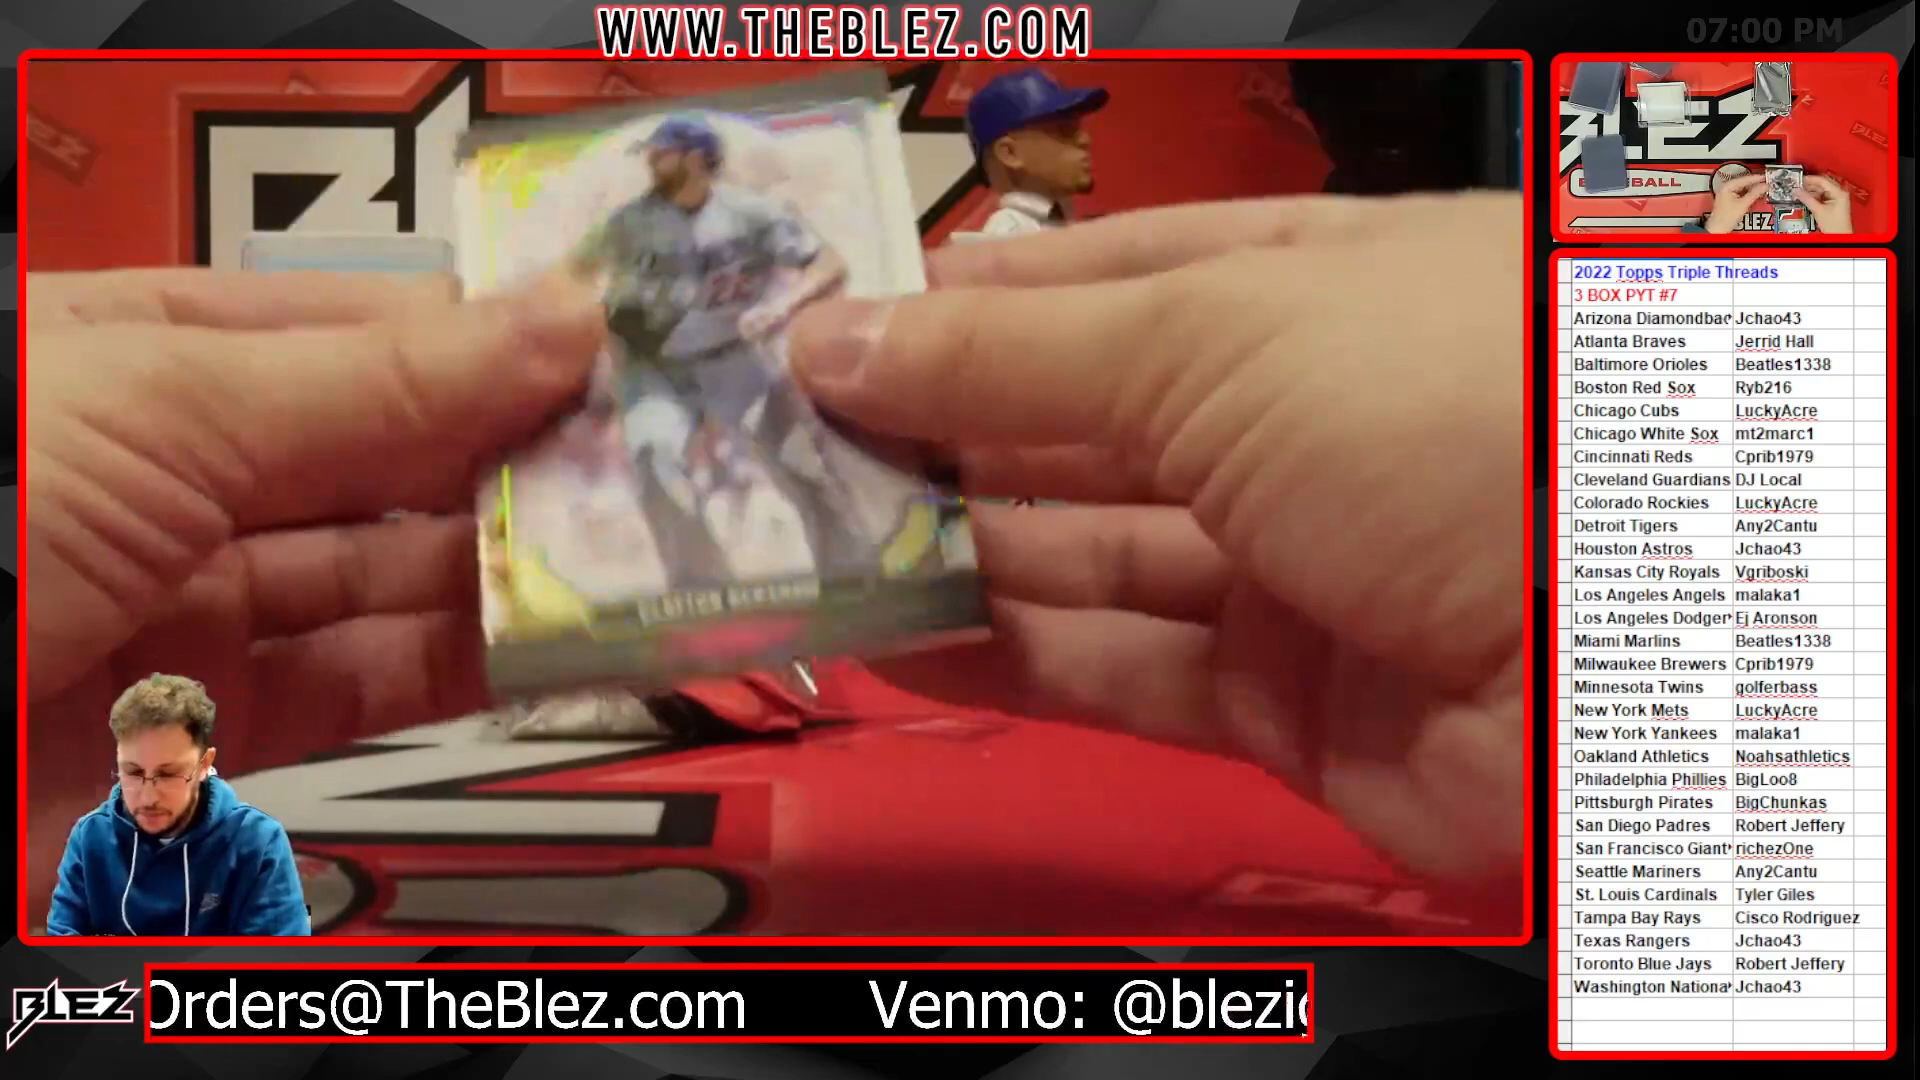 WWW.THEBLEZ.COM
07:00 PM
BLEZ
CLAYTON KERSHAW
BLEZ
2022 Topps Triple Threads
3 BOX PYT #7
Arizona Diamondbac Jchao43
Atlanta Braves Jerrid Hall
Baltimore Orioles Beatles1338
Boston Red Sox Ryb216
Chicago Cubs LuckyAcre
Chicago White Sox mt2marc1
Cincinnati Reds Cprib1979
Cleveland Guardians DJ Local
Colorado Rockies LuckyAcre
Detroit Tigers Any2Cantu
Houston Astros Jchao43
Kansas City Royals Vgriboski
Los Angeles Angels malaka1
Los Angeles Dodger Ej Aronson
Miami Marlins Beatles1338
Milwaukee Brewers Cprib1979
Minnesota Twins golferbass
New York Mets LuckyAcre
New York Yankees malaka1
Oakland Athletics Noahsathletics
Philadelphia Phillies BigLoo8
Pittsburgh Pirates BigChunkas
San Diego Padres Robert Jeffery
San Francisco Giant richezOne
Seattle Mariners Any2Cantu
St. Louis Cardinals Tyler Giles
Tampa Bay Rays Cisco Rodriguez
Texas Rangers Jchao43
Toronto Blue Jays Robert Jeffery
Washington Nationa Jchao43
BLEZ
Orders@TheBlez.com Venmo: @blezi